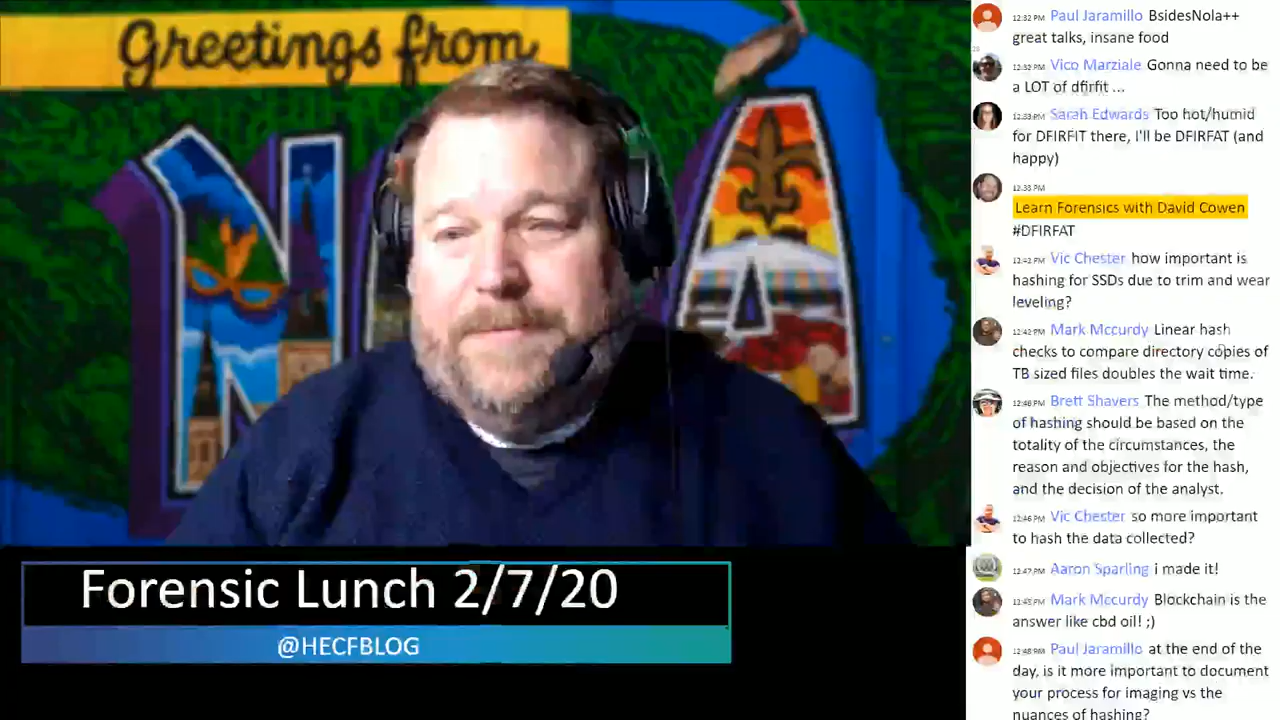 Greetings from
N A
Forensic Lunch 2/7/20
@HECFBLOG
12:32 PM Paul Jaramillo BsidesNola++
great talks, insane food
12:32 PM Vico Marziale Gonna need to be
a LOT of dfirfit ...
12:33 PM Sarah Edwards Too hot/humid
for DFIRFIT there, I'll be DFIRFAT (and
happy)
12:33 PM
Learn Forensics with David Cowen
#DFIRFAT
12:42 PM Vic Chester how important is
hashing for SSDs due to trim and wear
leveling?
12:42 PM Mark Mccurdy Linear hash
checks to compare directory copies of
TB sized files doubles the wait time.
12:46 PM Brett Shavers The method/type
of hashing should be based on the
totality of the circumstances, the
reason and objectives for the hash,
and the decision of the analyst.
12:46 PM Vic Chester so more important
to hash the data collected?
12:47 PM Aaron Sparling i made it!
Mark Mccurdy Blockchain is the
answer like cbd oil! ;)
12:48 PM Paul Jaramillo at the end of the
day, is it more important to document
your process for imaging vs the
nuances of hashing?